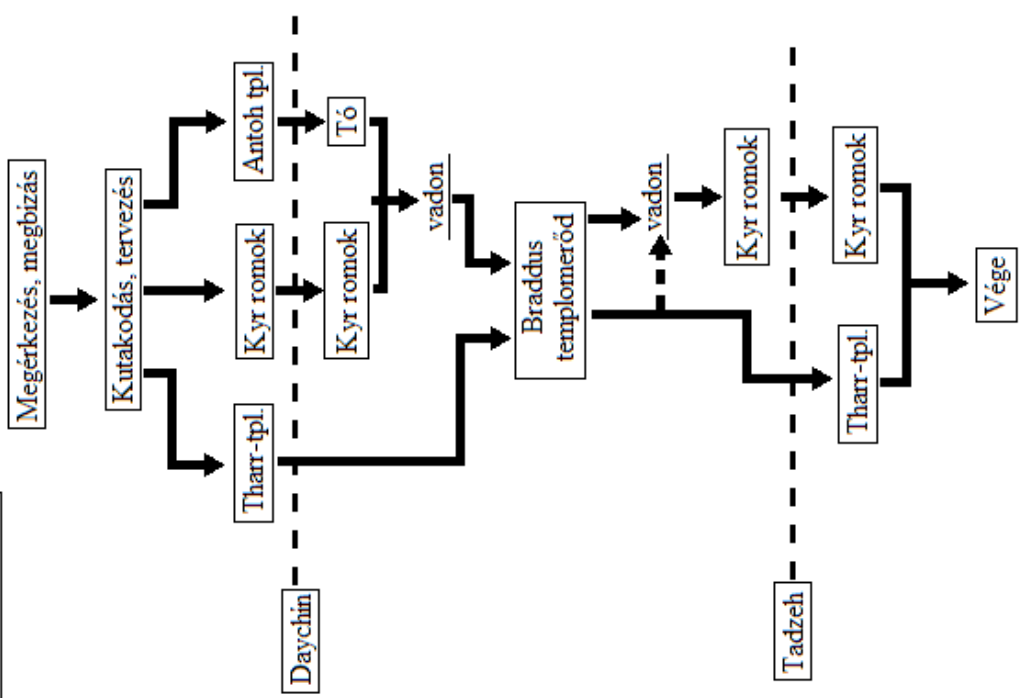 Megérkezés, megbízás
Kutakodás, tervezés
Tharr-tpl.
Kyr romok
Antoh tpl.
Daychin
Kyr romok
Tó
vadon
Braddus
templomerőd
vadon
Kyr romok
Tadzeh
Tharr-tpl.
Kyr romok
Vége